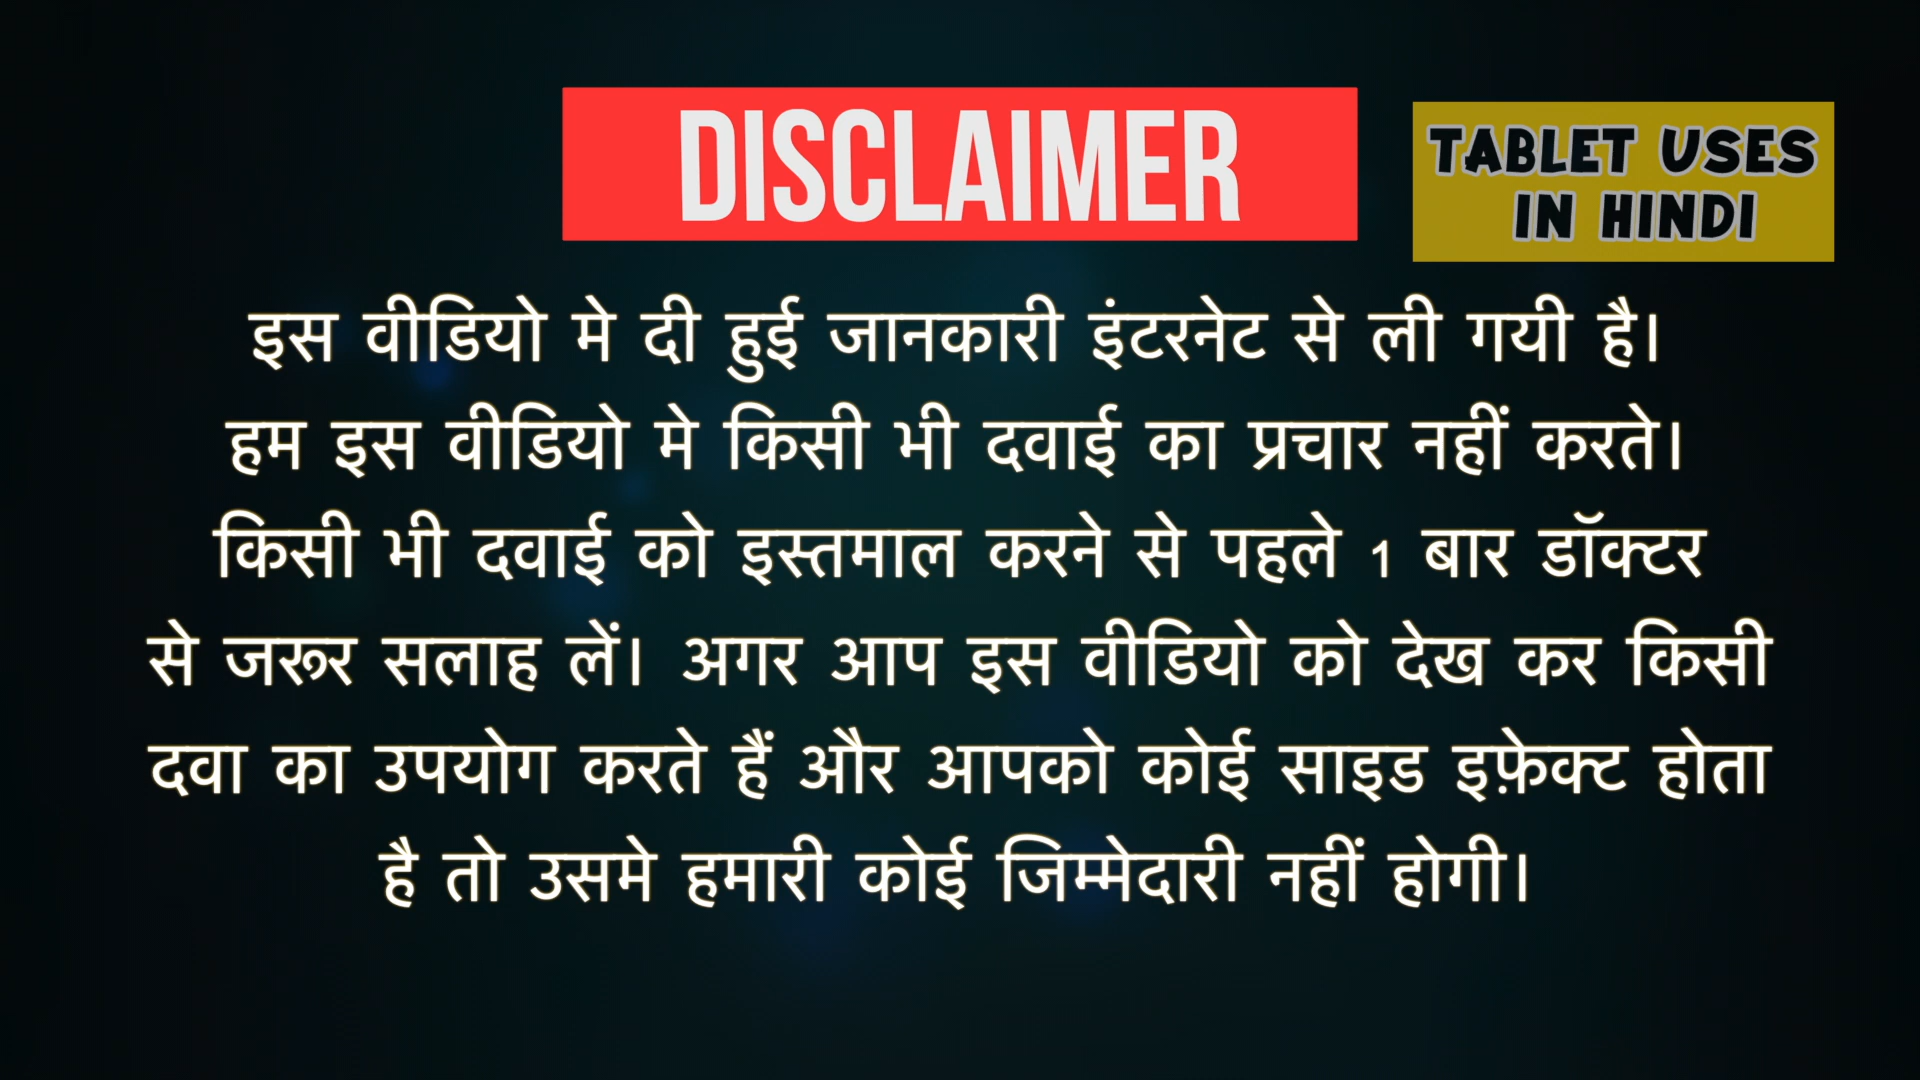 DISCLAIMER
TABLET USES
IN HINDI
इस वीडियो मे दी हुई जानकारी इंटरनेट से ली गयी है।
हम इस वीडियो मे किसी भी दवाई का प्रचार नहीं करते।
किसी भी दवाई को इस्तमाल करने से पहले 1 बार डॉक्टर
से जरूर सलाह लें। अगर आप इस वीडियो को देख कर किसी
दवा का उपयोग करते हैं और आपको कोई साइड इफ़ेक्ट होता
है तो उसमे हमारी कोई जिम्मेदारी नहीं होगी।